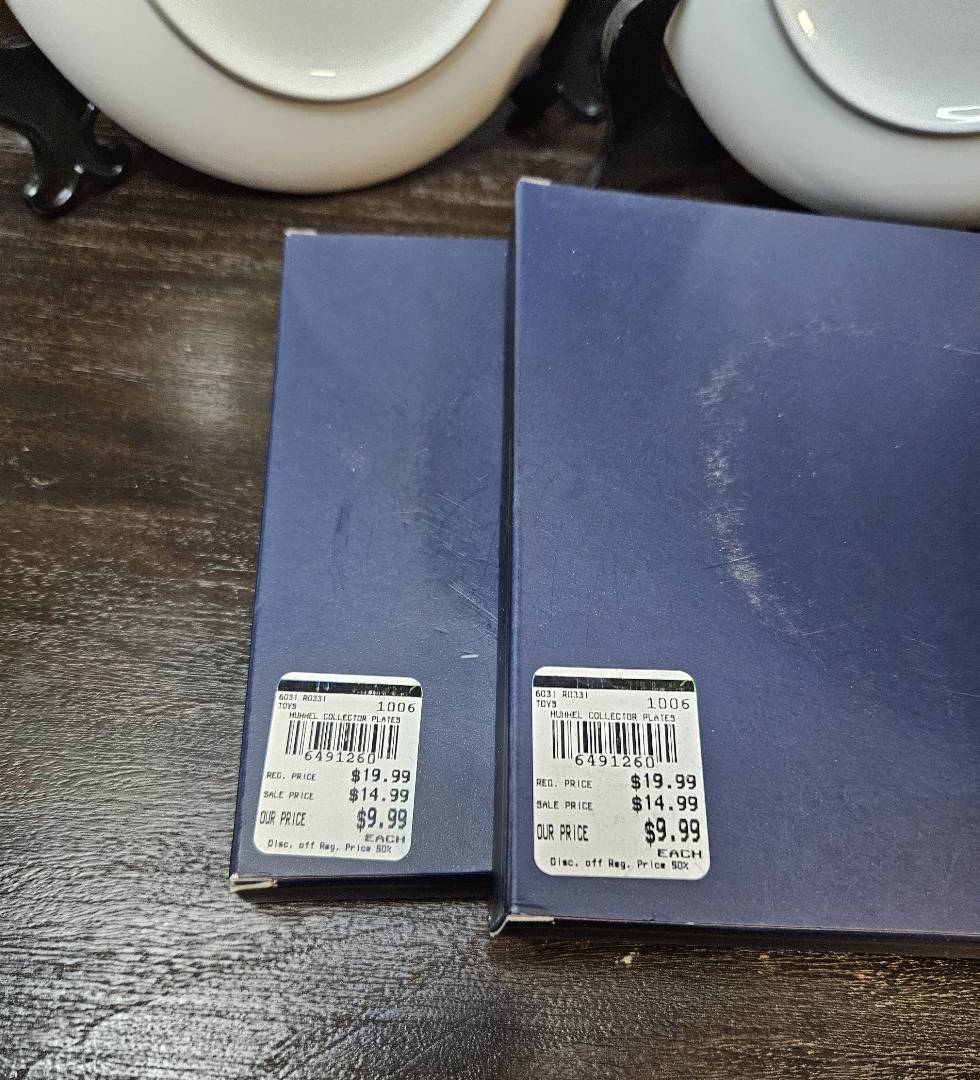 6031 R0331
TOYS 1006
HUMMEL COLLECTOR PLATES
6491260
REG. PRICE $19.99
SALE PRICE $14.99
OUR PRICE $9.99
EACH
Disc. off Reg. Price 50%
6031 R0331
TOYS 1006
HUMMEL COLLECTOR PLATES
6491260
REG. PRICE $19.99
SALE PRICE $14.99
OUR PRICE $9.99
EACH
Disc. off Reg. Price 50%